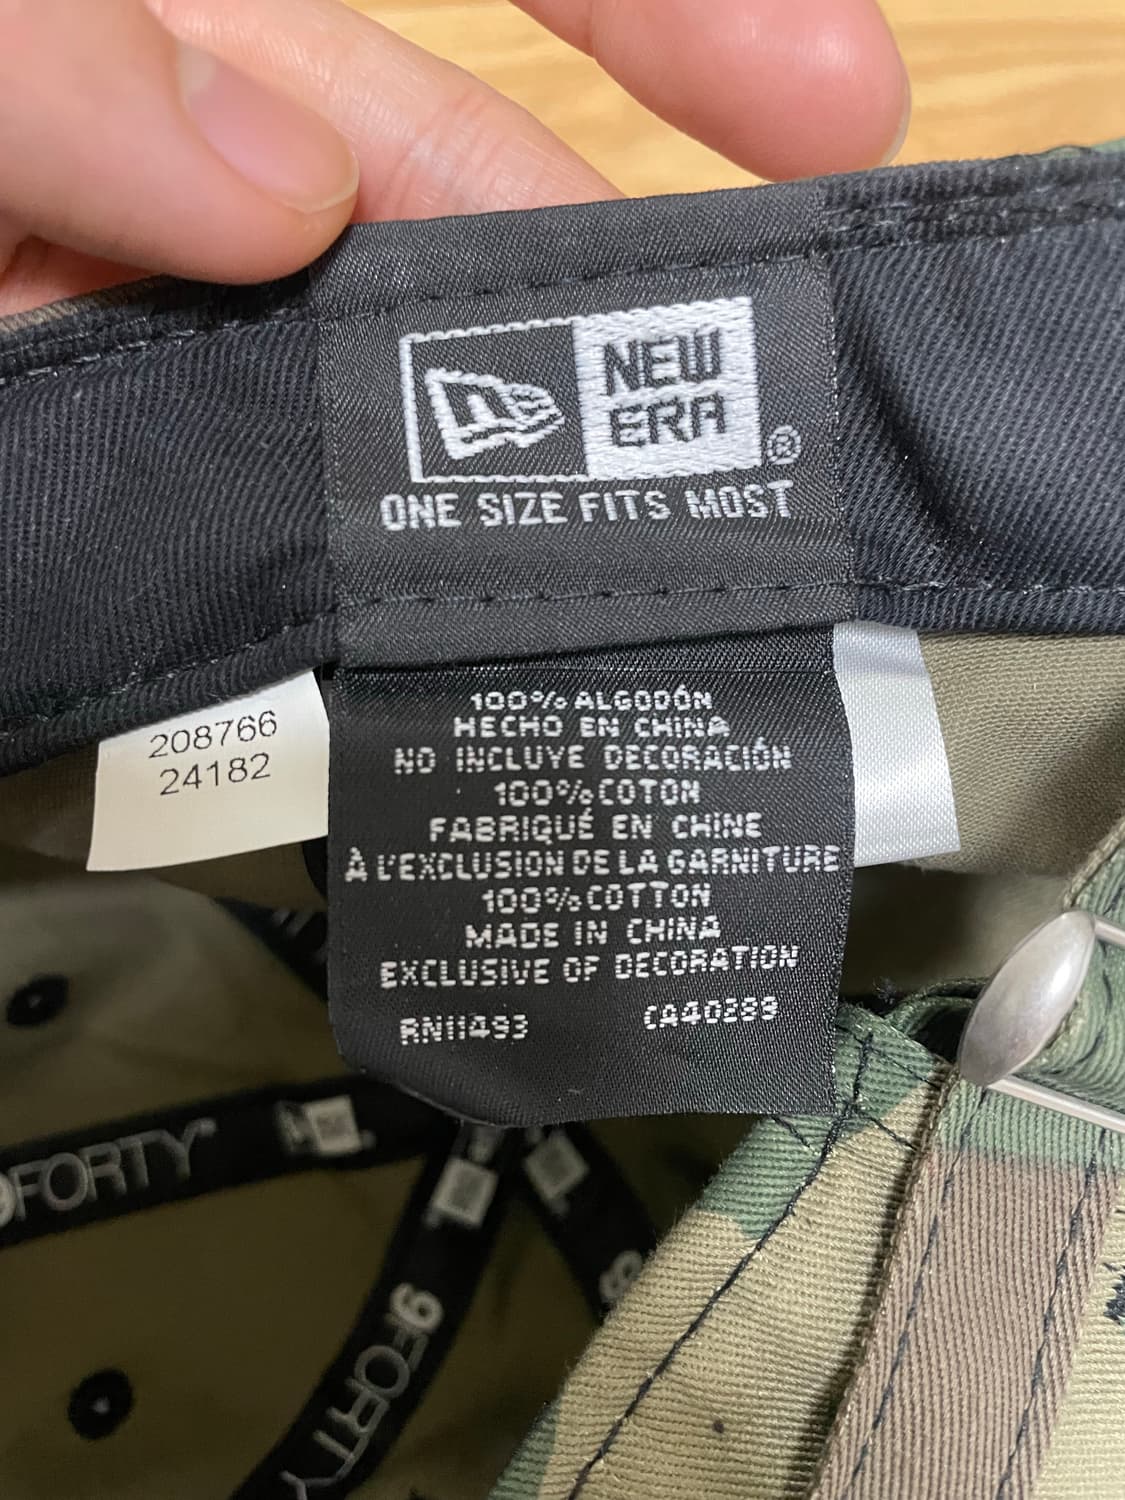 NEW
ERA
®
ONE SIZE FITS MOST
208766
24182
100% ALGODÓN
HECHO EN CHINA
NO INCLUYE DECORACIÓN
100% COTON
FABRIQUÉ EN CHINE
À L'EXCLUSION DE LA GARNITURE
100% COTTON
MADE IN CHINA
EXCLUSIVE OF DECORATION
RN11493 CA40289
9FORTY
9FORTY